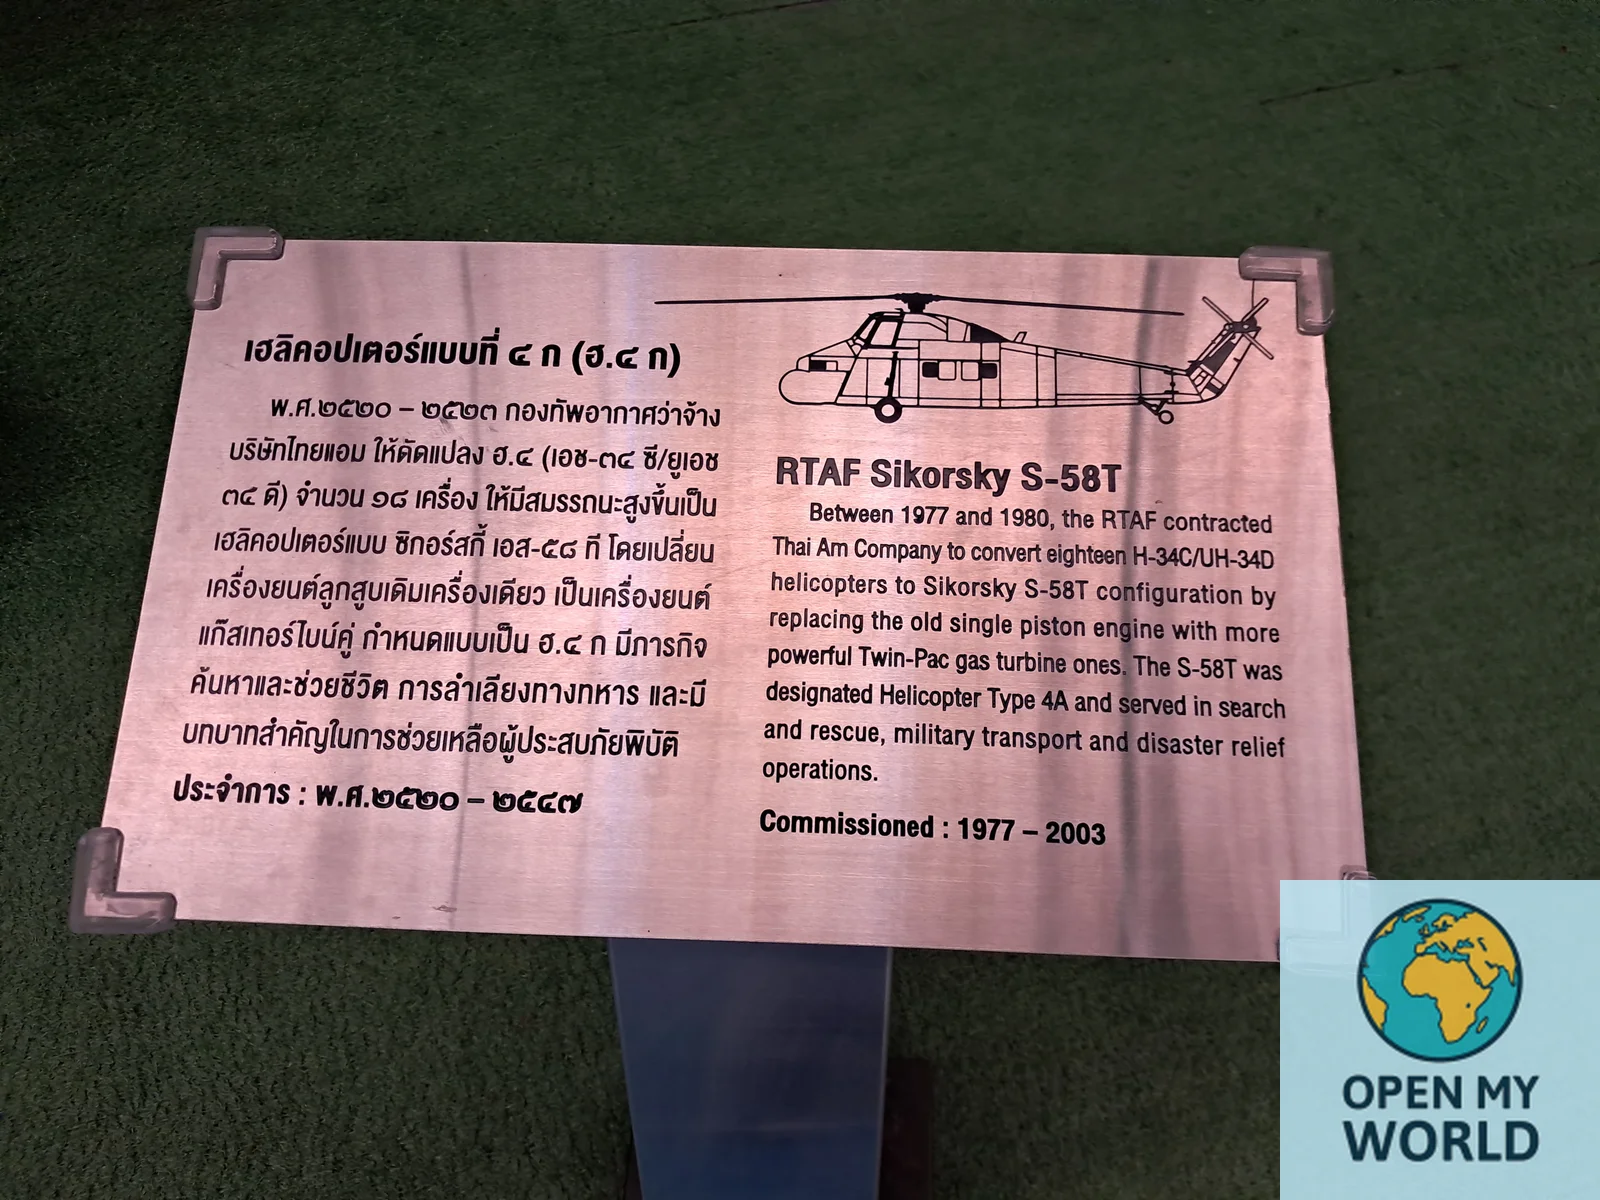 เฮลิคอปเตอร์แบบที่ ๔ ก (ฮ.๔ ก)
พ.ศ.๒๕๒๐ – ๒๕๒๓ กองทัพอากาศว่าจ้าง
บริษัทไทยแอม ให้ดัดแปลง ฮ.๔ (เอช-๓๔ ซี/ยูเอช
๓๔ ดี) จำนวน ๑๘ เครื่อง ให้มีสมรรถนะสูงขึ้นเป็น
เฮลิคอปเตอร์แบบ ซิกอร์สกี้ เอส-๕๘ ที โดยเปลี่ยน
เครื่องยนต์ลูกสูบเดิมเครื่องเดียว เป็นเครื่องยนต์
แก๊สเทอร์ไบน์คู่ กำหนดแบบเป็น ฮ.๔ ก มีภารกิจ
ค้นหาและช่วยชีวิต การลำเลียงทางทหาร และมี
บทบาทสำคัญในการช่วยเหลือผู้ประสบภัยพิบัติ
ประจำการ : พ.ศ.๒๕๒๐ – ๒๕๔๗
RTAF Sikorsky S-58T
Between 1977 and 1980, the RTAF contracted
Thai Am Company to convert eighteen H-34C/UH-34D
helicopters to Sikorsky S-58T configuration by
replacing the old single piston engine with more
powerful Twin-Pac gas turbine ones. The S-58T was
designated Helicopter Type 4A and served in search
and rescue, military transport and disaster relief
operations.
Commissioned : 1977 – 2003
OPEN MY
WORLD